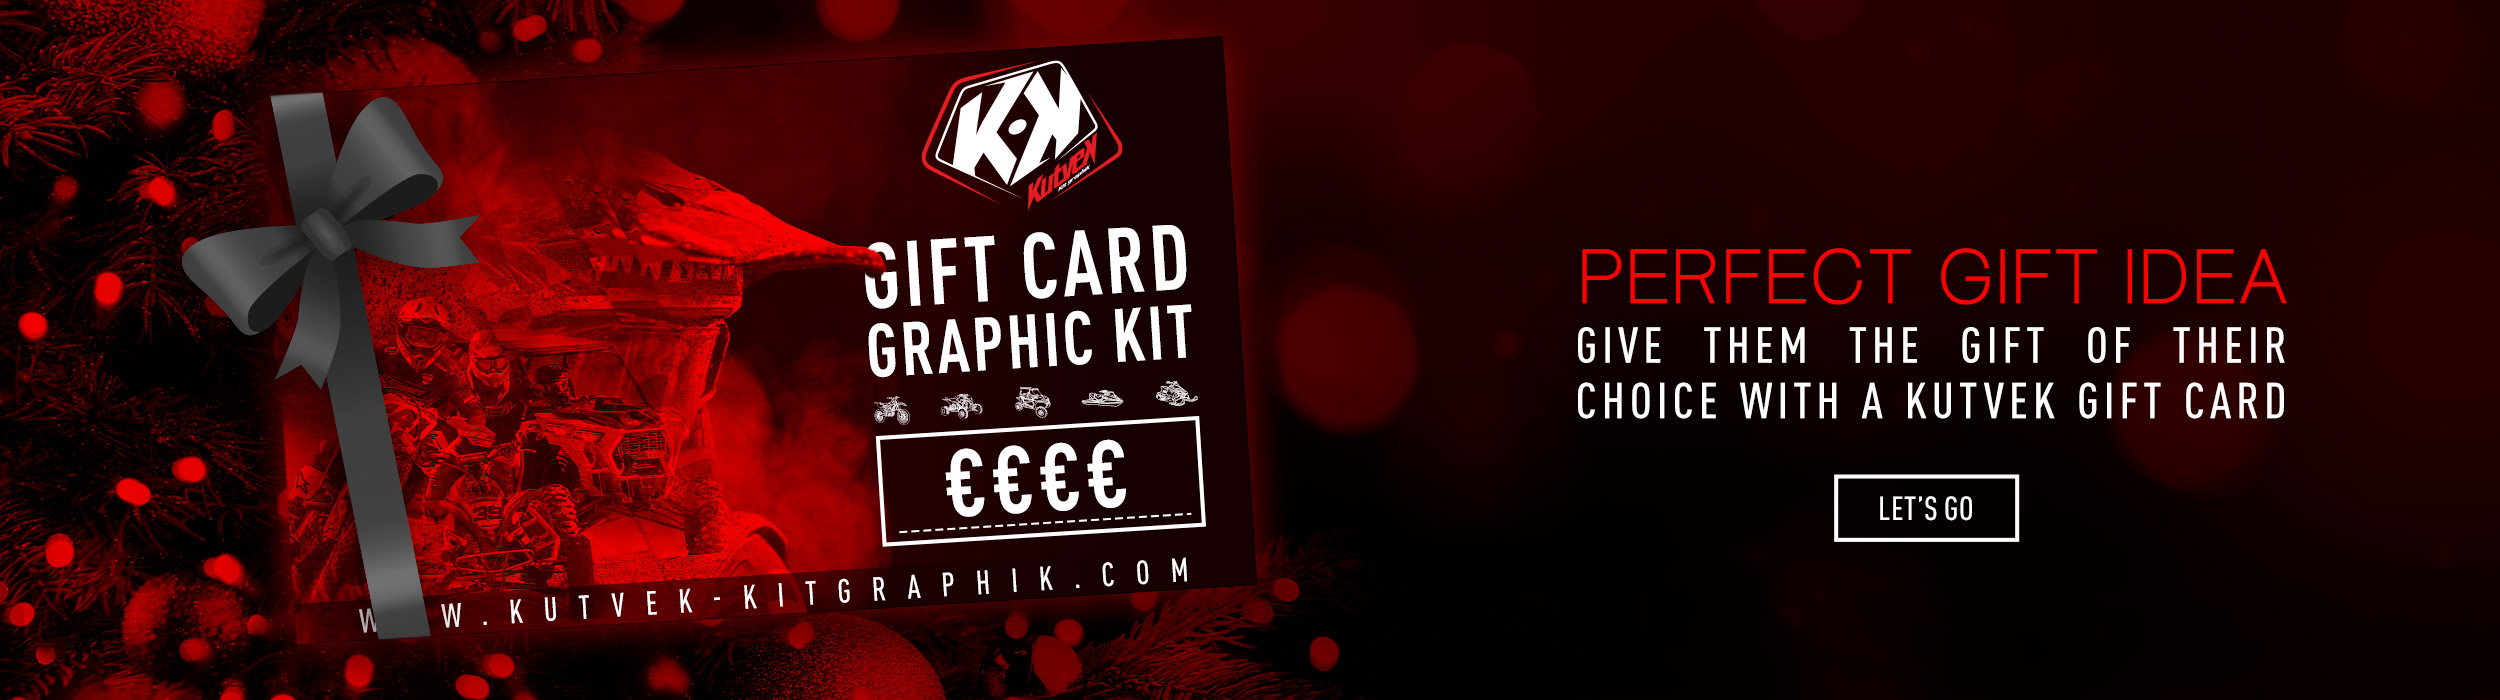 KK
Kutvek
GIFT CARD
GRAPHIC KIT
€€€€
W W.KUTVEK-KITGRAPHIK.COM
PERFECT GIFT IDEA
GIVE THEM THE GIFT OF THEIR
CHOICE WITH A KUTVEK GIFT CARD
LET'S GO